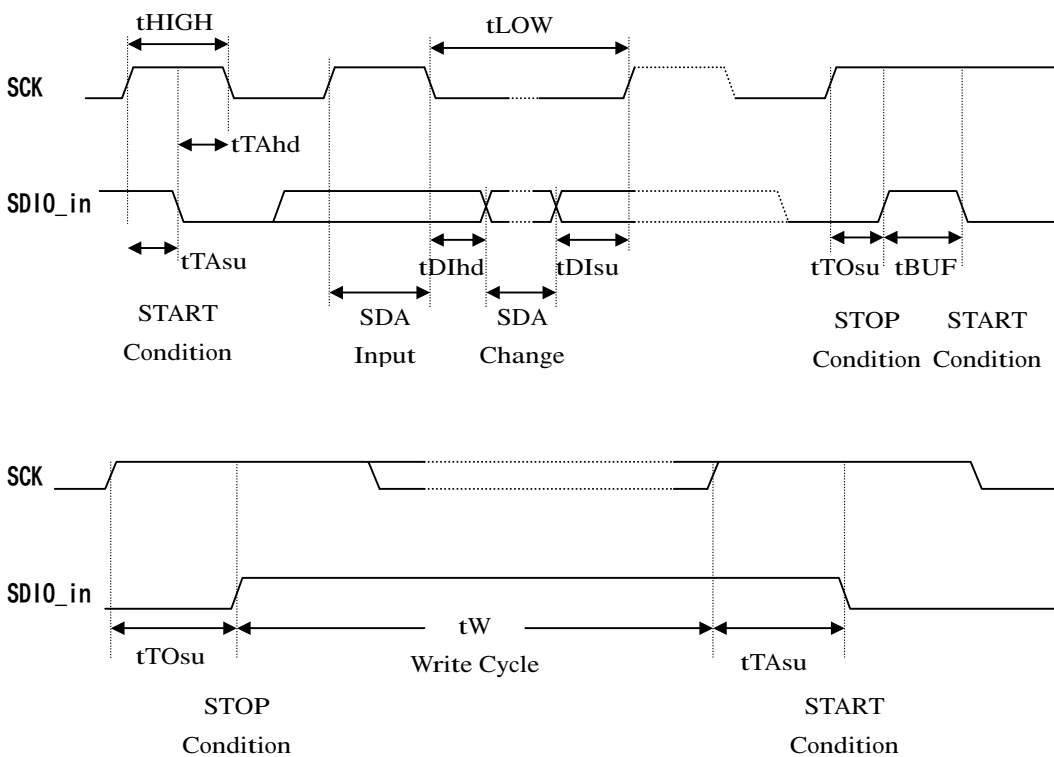 tHIGH tLOW
SCK
tTAhd
SDIO_in
tTAsu tDIhd tDIsu tTOsu tBUF
START SDA SDA STOP START
Condition Input Change Condition Condition
SCK
SDIO_in
tTOsu tW tTAsu
Write Cycle
STOP START
Condition Condition